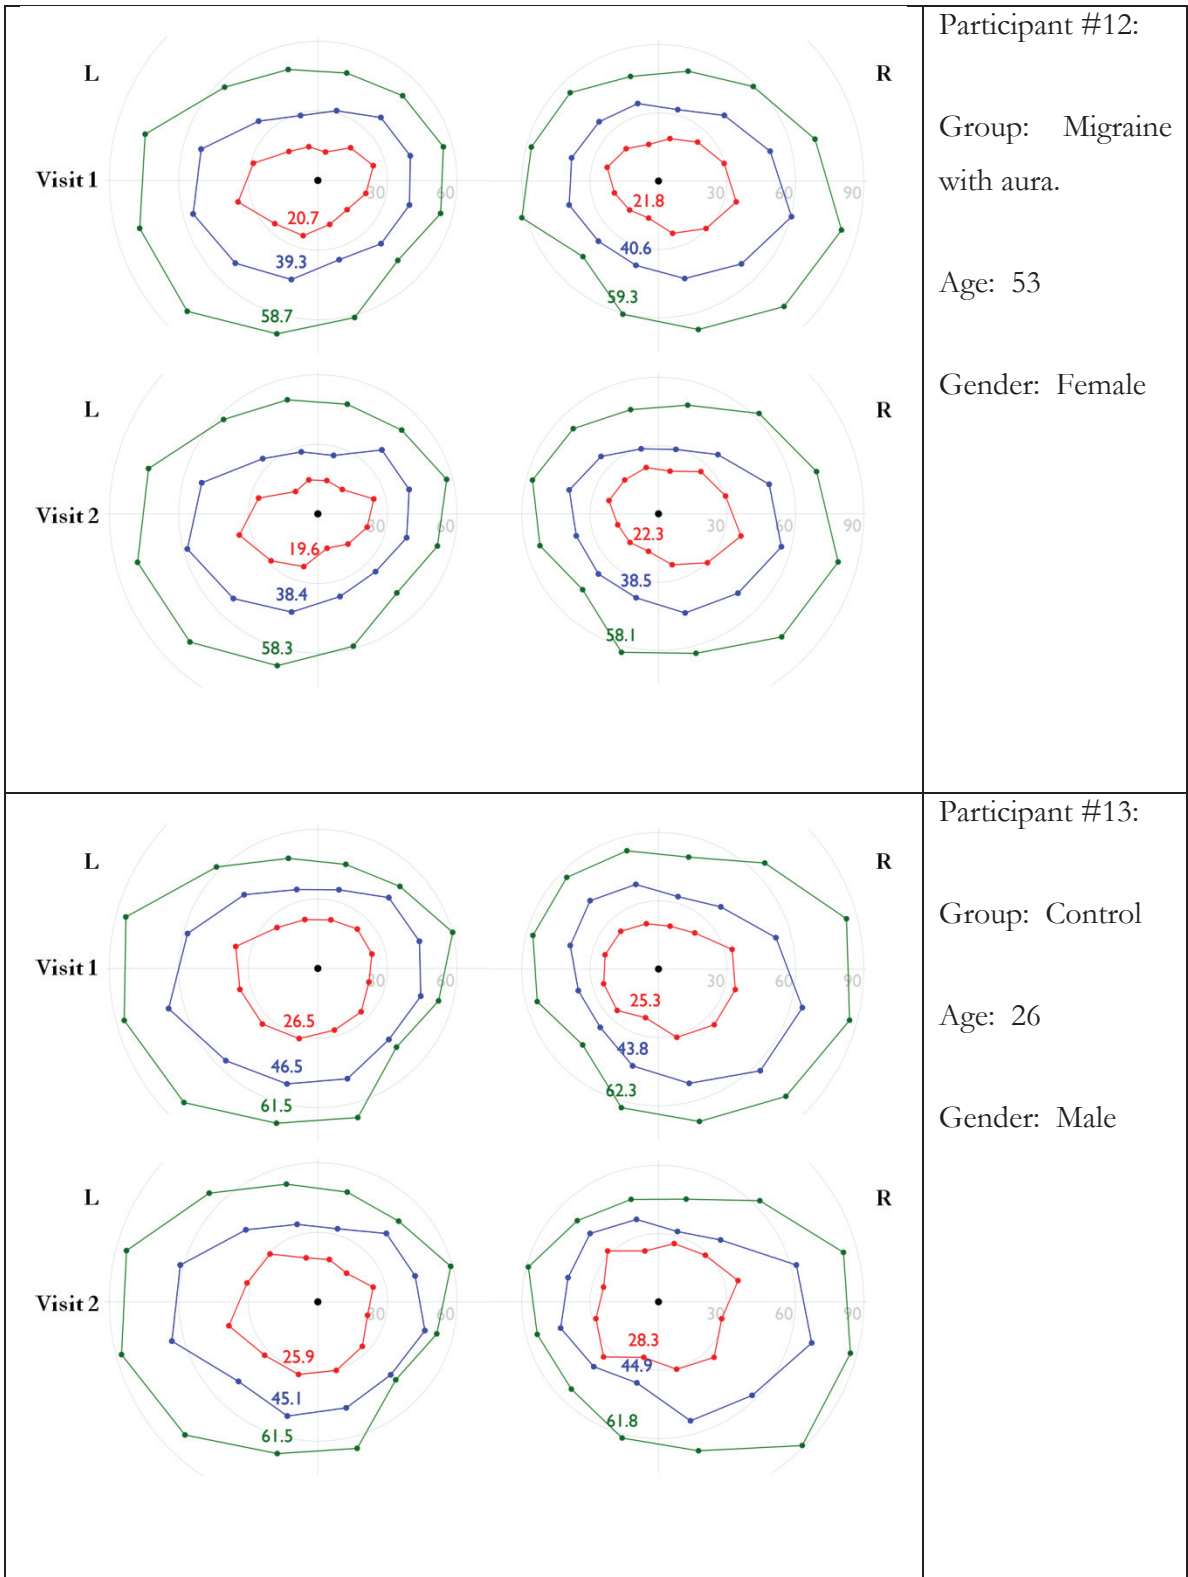 Participant #12:
L
R
Group: Migraine
with aura.
Visit 1
30
60
20.7
39.3
58.7
30
60
90
21.8
40.6
59.3
Age: 53
Gender: Female
L
R
Visit 2
30
60
19.6
38.4
58.3
30
60
90
22.3
38.5
58.1
Participant #13:
L
R
Group: Control
Visit 1
30
60
26.5
46.5
61.5
30
60
90
25.3
43.8
62.3
Age: 26
Gender: Male
L
R
Visit 2
30
60
25.9
45.1
61.5
30
60
90
28.3
44.9
61.8